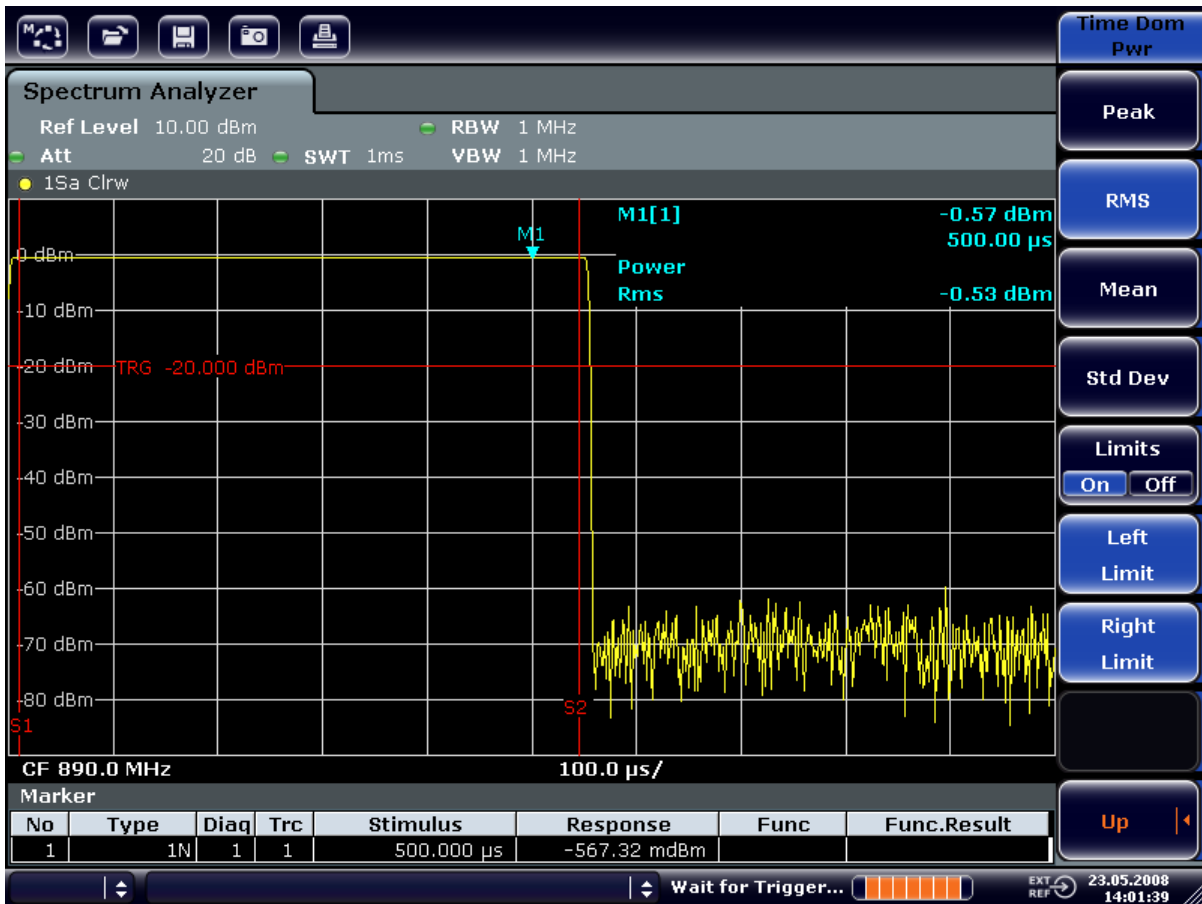 Time Dom
Pwr
Spectrum Analyzer
Ref Level 10.00 dBm RBW 1 MHz
Att 20 dB SWT 1ms VBW 1 MHz
1Sa Clrw
M1[1] -0.57 dBm
500.00 µs
M1
Power
Rms -0.53 dBm
0 dBm
-10 dBm
-20 dBm TRG -20.000 dBm
-30 dBm
-40 dBm
-50 dBm
-60 dBm
-70 dBm
-80 dBm
S1
S2
CF 890.0 MHz 100.0 µs/
Marker
No Type Diaq Trc Stimulus Response Func Func.Result
1 1N 1 1 500.000 µs -567.32 mdBm
Wait for Trigger... EXT REF 23.05.2008
14:01:39
Peak
RMS
Mean
Std Dev
Limits
On Off
Left
Limit
Right
Limit
Up
M